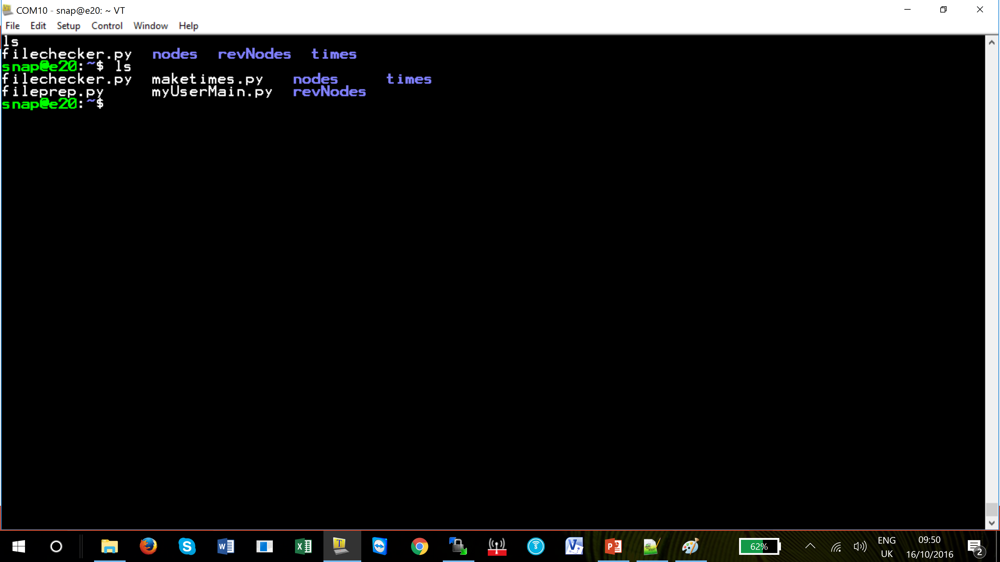 COM10 - snap@e20: ~ VT
File Edit Setup Control Window Help
ls
filechecker.py nodes revNodes times
snap@e20:~$ ls
filechecker.py maketimes.py nodes times
fileprep.py myUserMain.py revNodes
snap@e20:~$
62% ENG 09:50
UK 16/10/2016 2